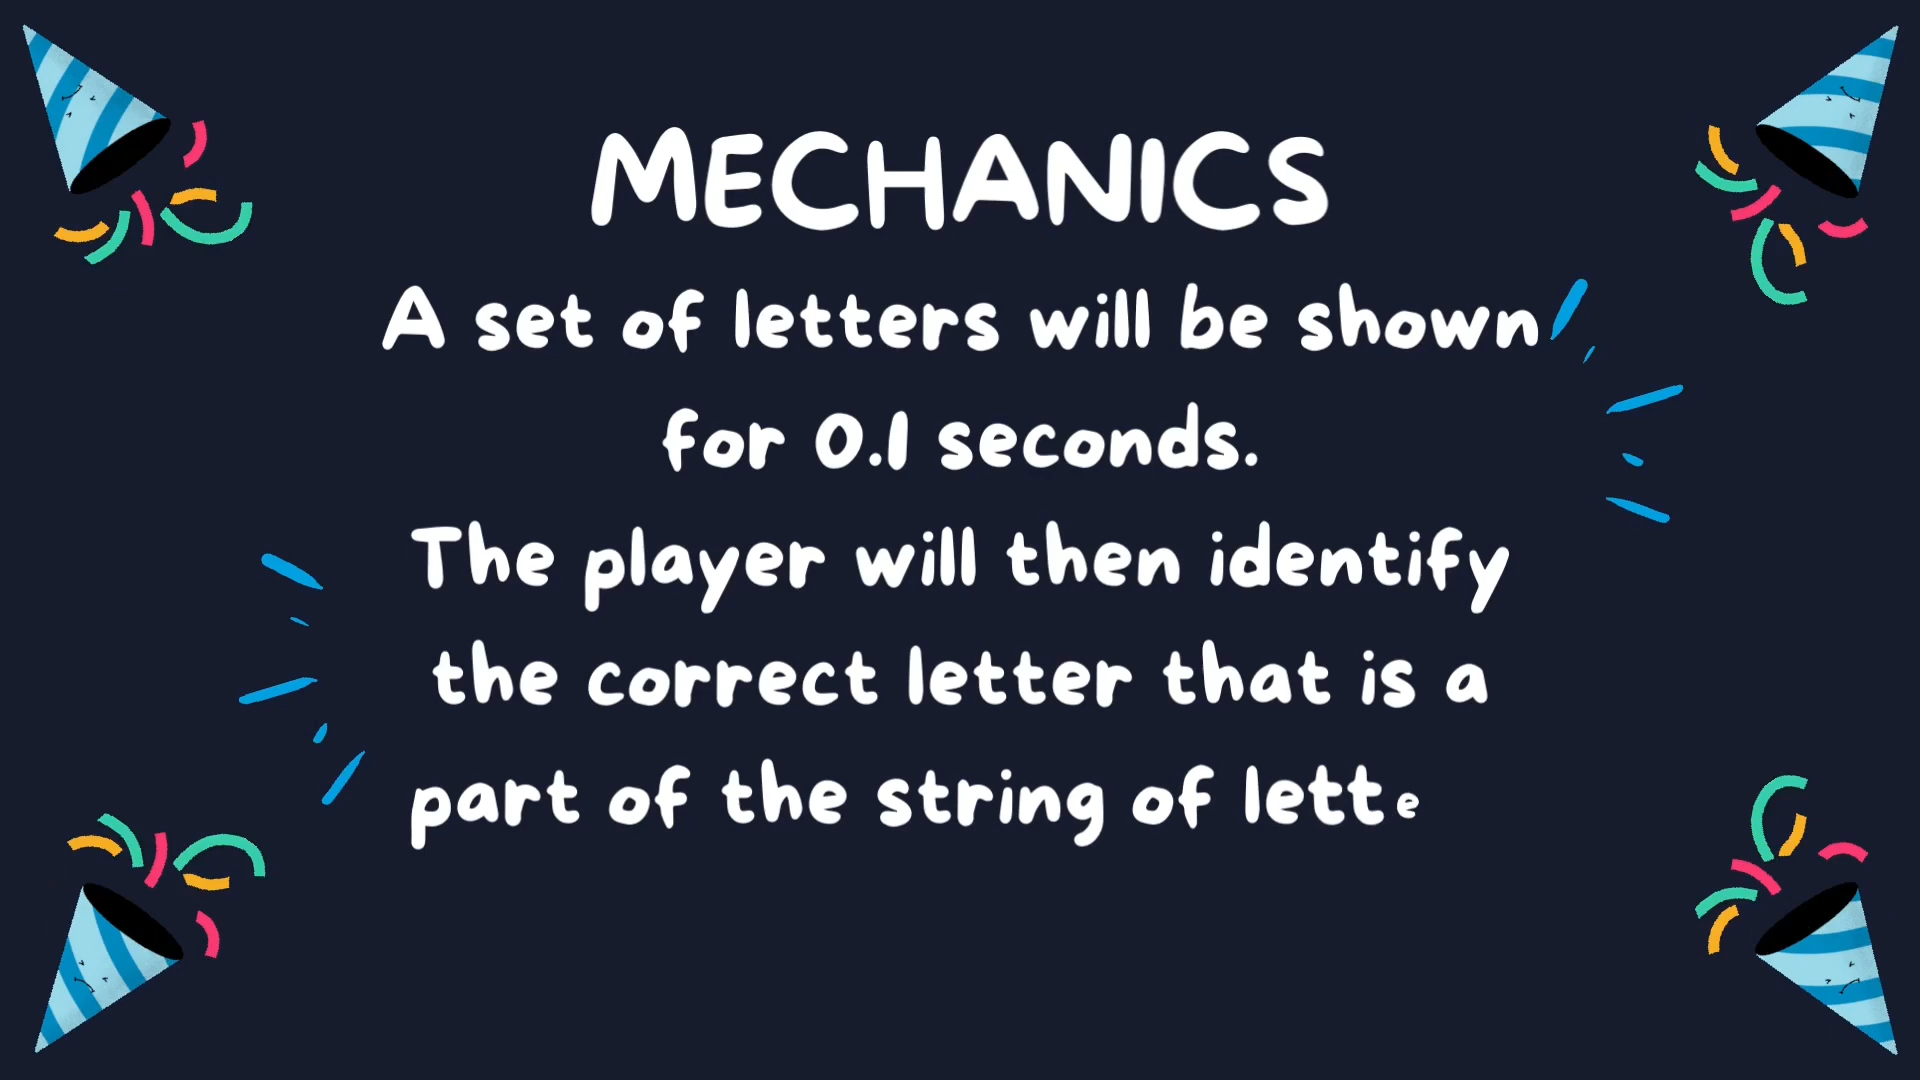 MECHANICS
A set of letters will be shown
for 0.1 seconds.
The player will then identify
the correct letter that is a
part of the string of lette